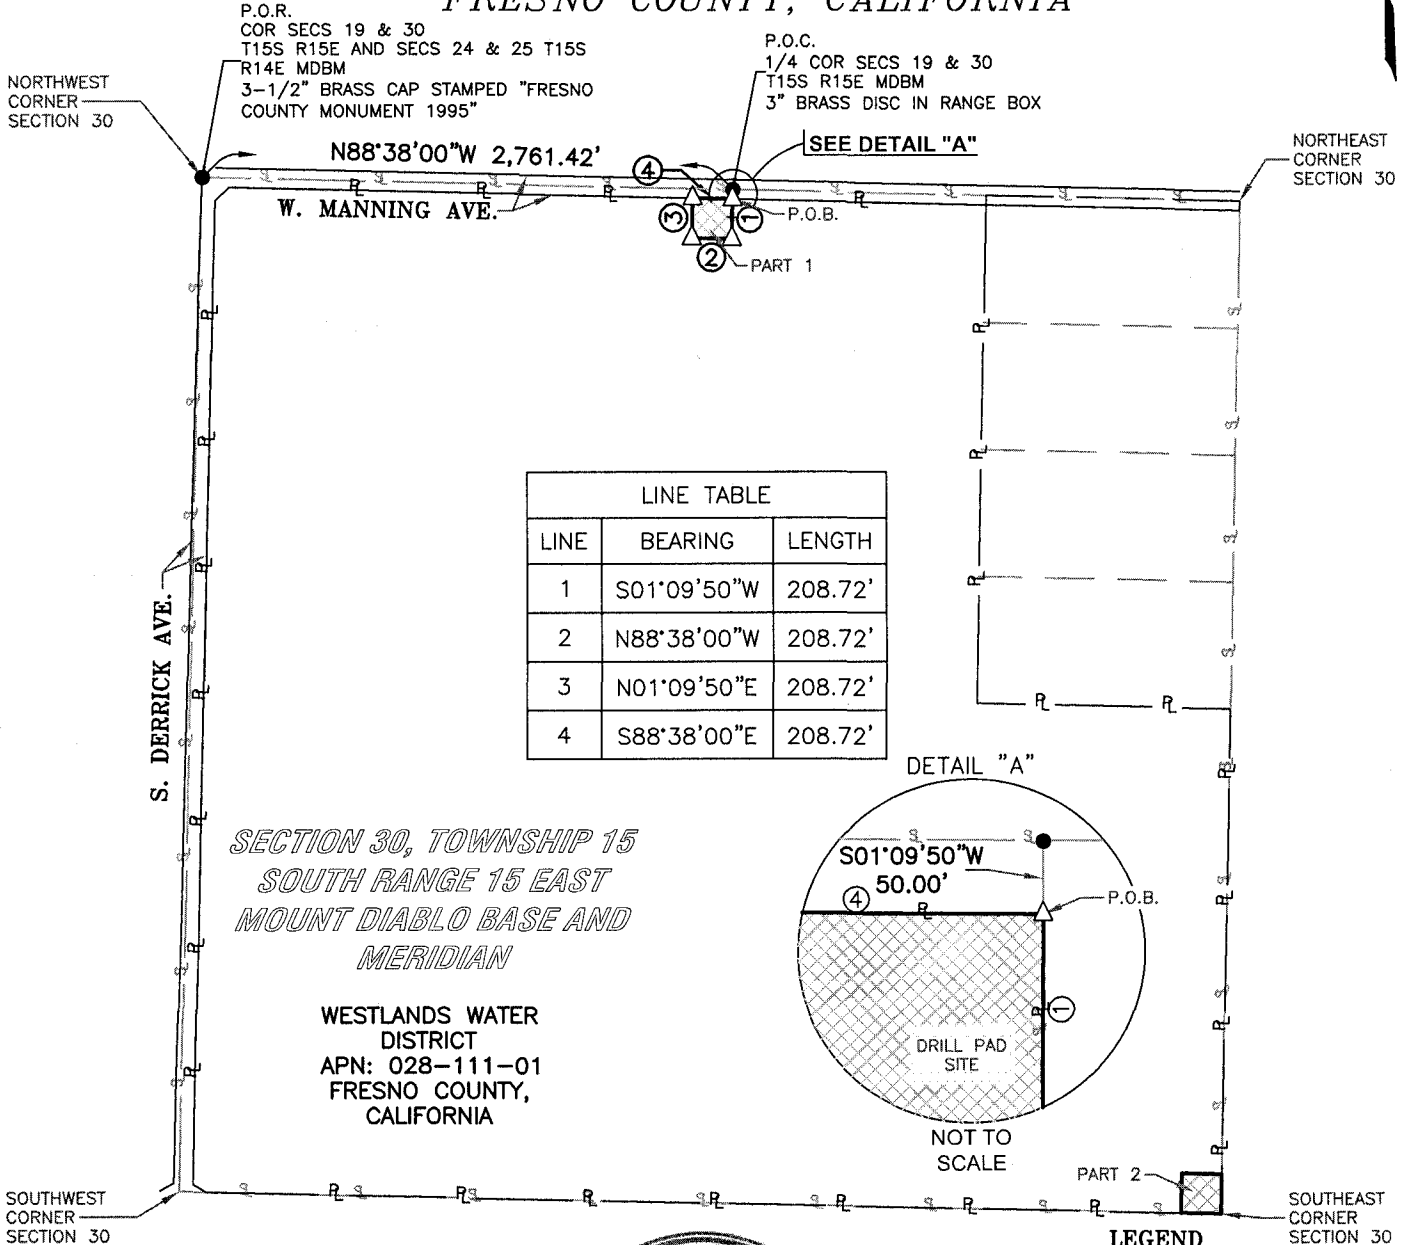 FRESNO COUNTY, CALIFORNIA
P.O.R.
COR SECS 19 & 30
T15S R15E AND SECS 24 & 25 T15S
R14E MDBM
3-1/2" BRASS CAP STAMPED "FRESNO
COUNTY MONUMENT 1995"
P.O.C.
1/4 COR SECS 19 & 30
T15S R15E MDBM
3" BRASS DISC IN RANGE BOX
NORTHWEST
CORNER
SECTION 30
NORTHEAST
CORNER
SECTION 30
SEE DETAIL "A"
N88°38'00"W 2,761.42'
W. MANNING AVE.
4
3
1
2
P.O.B.
PART 1
S. DERRICK AVE.
LINE TABLE
LINE BEARING LENGTH
1 S01°09'50"W 208.72'
2 N88°38'00"W 208.72'
3 N01°09'50"E 208.72'
4 S88°38'00"E 208.72'
DETAIL "A"
S01°09'50"W
50.00'
4
P.O.B.
1
DRILL PAD
SITE
NOT TO
SCALE
SECTION 30, TOWNSHIP 15
SOUTH RANGE 15 EAST
MOUNT DIABLO BASE AND
MERIDIAN
WESTLANDS WATER
DISTRICT
APN: 028-111-01
FRESNO COUNTY,
CALIFORNIA
PART 2
SOUTHWEST
CORNER
SECTION 30
SOUTHEAST
CORNER
SECTION 30
LEGEND